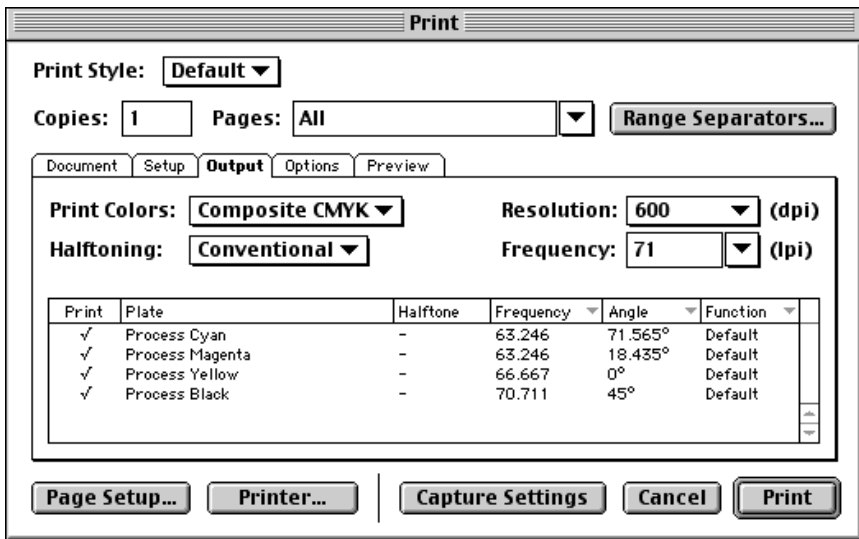 Print
Print Style: Default
Copies: 1 Pages: All Range Separators...
Document Setup Output Options Preview
Print Colors: Composite CMYK Resolution: 600 (dpi)
Halftoning: Conventional Frequency: 71 (lpi)
Print Plate Halftone Frequency Angle Function
√ Process Cyan - 63.246 71.565° Default
√ Process Magenta - 63.246 18.435° Default
√ Process Yellow - 66.667 0° Default
√ Process Black - 70.711 45° Default
Page Setup... Printer... Capture Settings Cancel Print